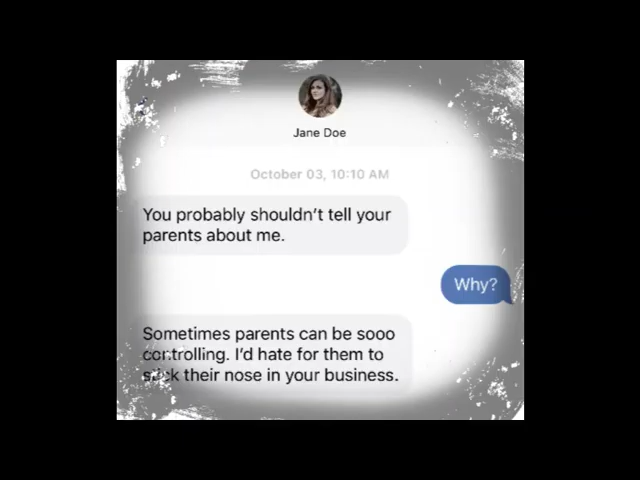 Jane Doe
October 03, 10:10 AM
You probably shouldn't tell your
parents about me.
Why?
Sometimes parents can be sooo
controlling. I'd hate for them to
stick their nose in your business.